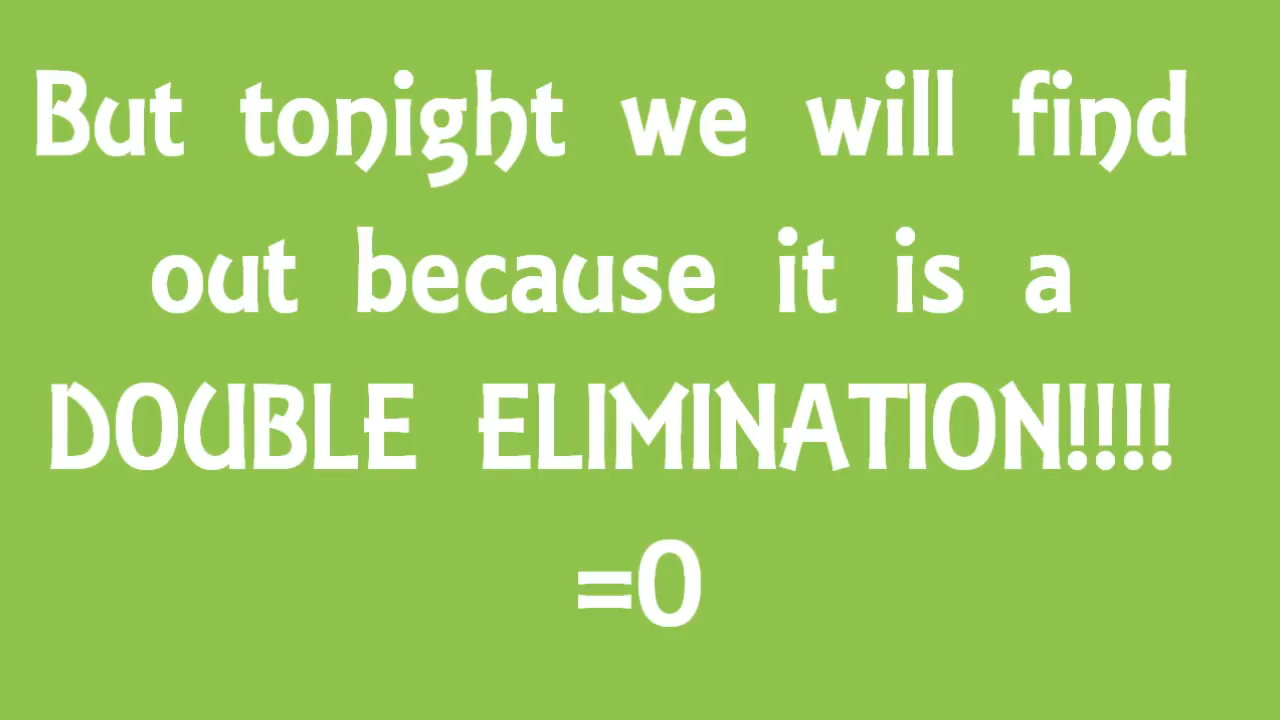 But tonight we will find
out because it is a
DOUBLE ELIMINATION!!!!
=O